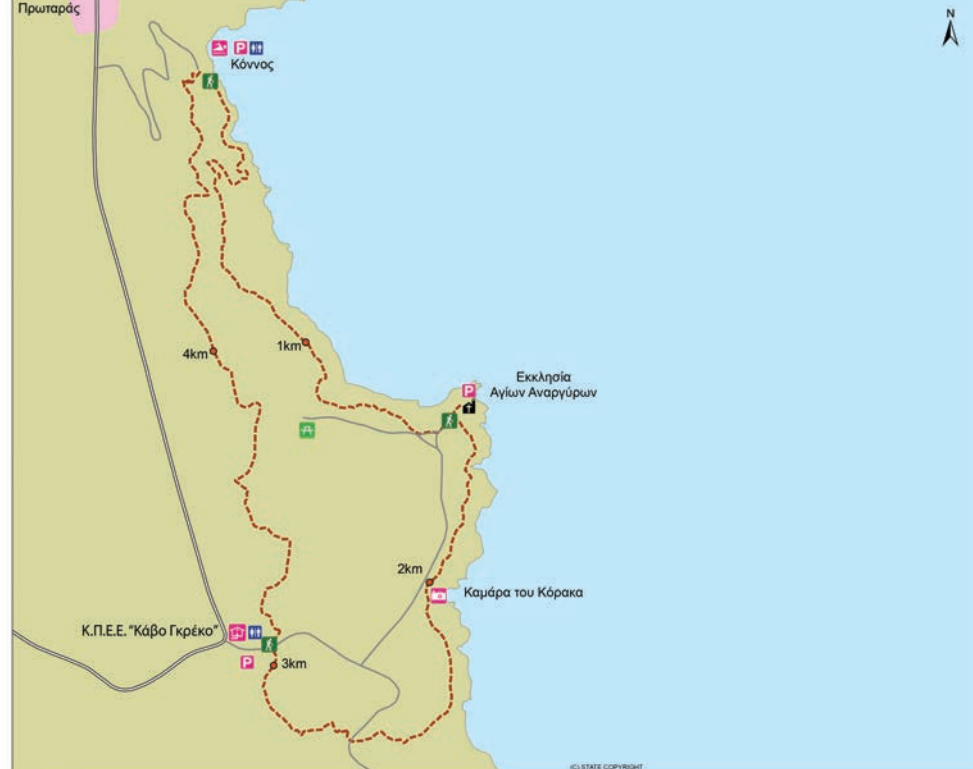 Πρωταράς
N
P
Κόννος
1km
4km
P
Εκκλησία
Αγίων Αναργύρων
2km
Καμάρα του Κόρακα
Κ.Π.Ε.Ε. "Κάβο Γκρέκο"
P
3km
(C) STATE COPYRIGHT